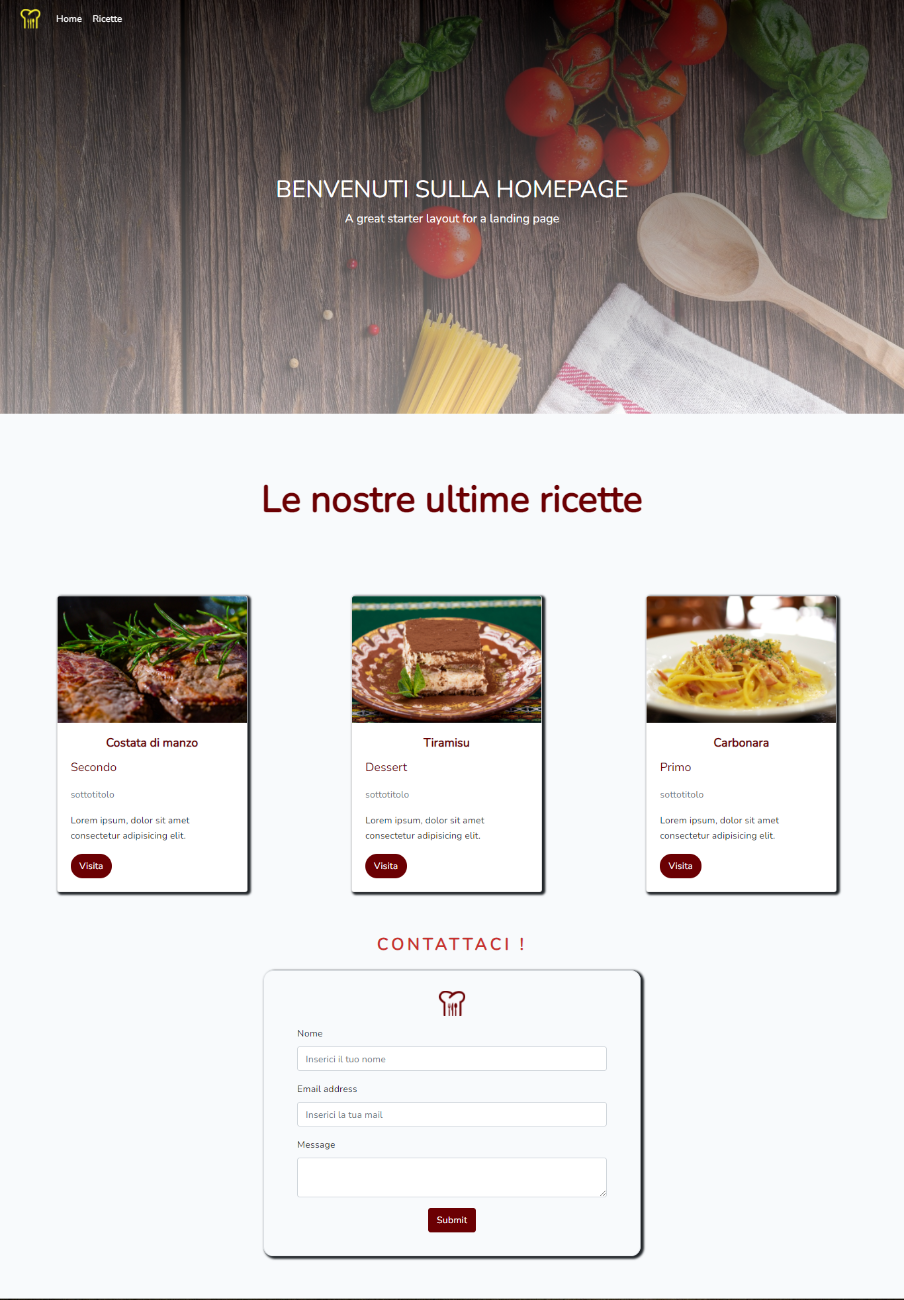 Home Ricette
BENVENUTI SULLA HOMEPAGE
A great starter layout for a landing page
Le nostre ultime ricette
Costata di manzo
Secondo
sottotitolo
Lorem ipsum, dolor sit amet
consectetur adipisicing elit.
Visita
Tiramisu
Dessert
sottotitolo
Lorem ipsum, dolor sit amet
consectetur adipisicing elit.
Visita
Carbonara
Primo
sottotitolo
Lorem ipsum, dolor sit amet
consectetur adipisicing elit.
Visita
CONTATTACI !
Nome
Inserici il tuo nome
Email address
Inserici la tua mail
Message
Submit